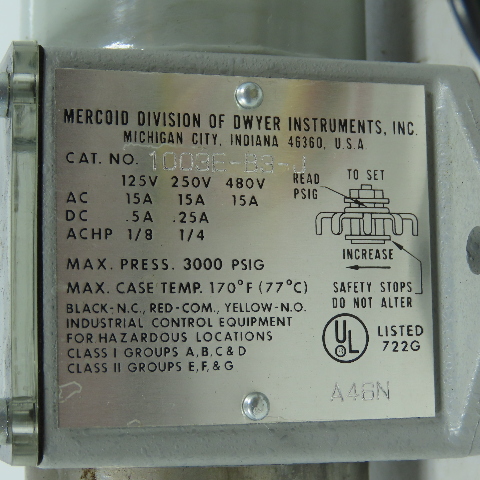 MERCOID DIVISION OF DWYER INSTRUMENTS, INC.
MICHIGAN CITY, INDIANA 46360, U.S.A
CAT. NO. 1003E-B3-J
125V 250V 480V
AC 15A 15A 15A
DC .5A .25A
ACHP 1/8 1/4
MAX. PRESS. 3000 PSIG
MAX. CASE TEMP. 170°F (77°C)
BLACK-N.C., RED-COM., YELLOW-N.O.
INDUSTRIAL CONTROL EQUIPMENT
FOR HAZARDOUS LOCATIONS
CLASS I GROUPS A,B,C & D
CLASS II GROUPS E,F, & G
READ
PSIG
TO SET
INCREASE
SAFETY STOPS
DO NOT ALTER
UL
LISTED
722G
A46N